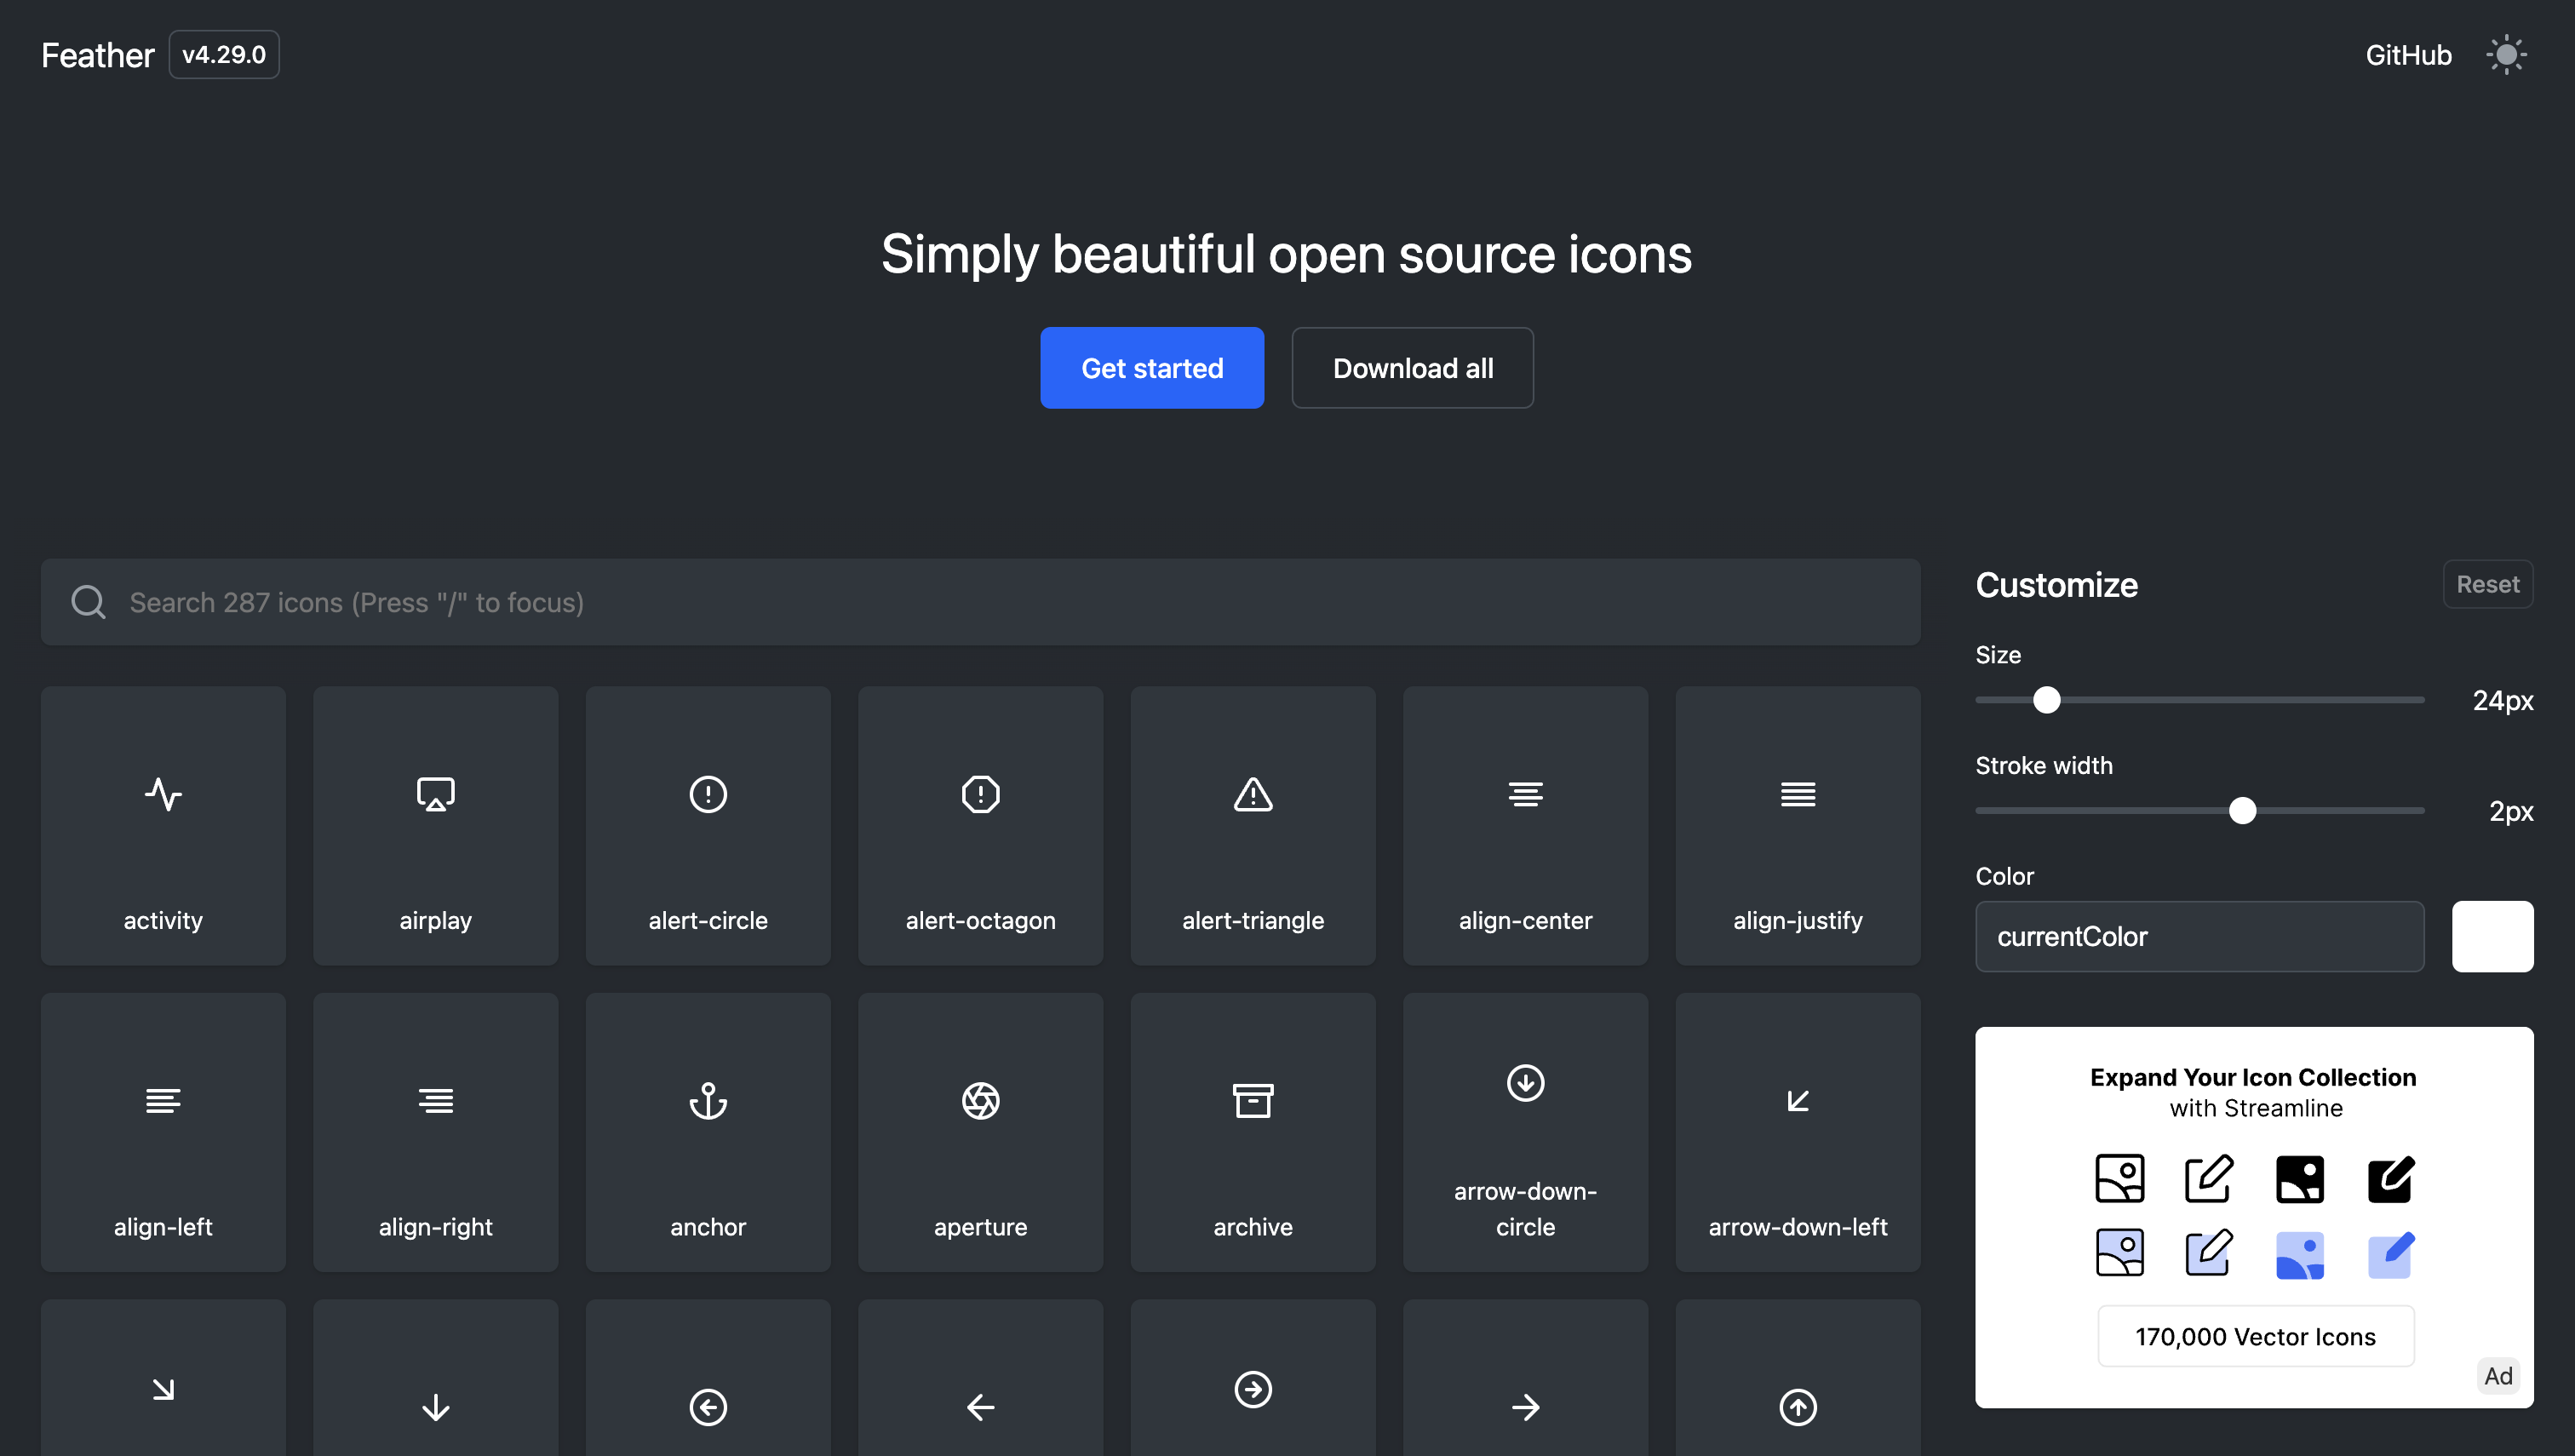 Feather
v4.29.0
GitHub
Simply beautiful open source icons
Get started
Download all
Search 287 icons (Press "/" to focus)
activity
airplay
alert-circle
alert-octagon
alert-triangle
align-center
align-justify
align-left
align-right
anchor
aperture
archive
arrow-down-
circle
arrow-down-left
Customize
Reset
Size
24px
Stroke width
2px
Color
currentColor
Expand Your Icon Collection
with Streamline
170,000 Vector Icons
Ad